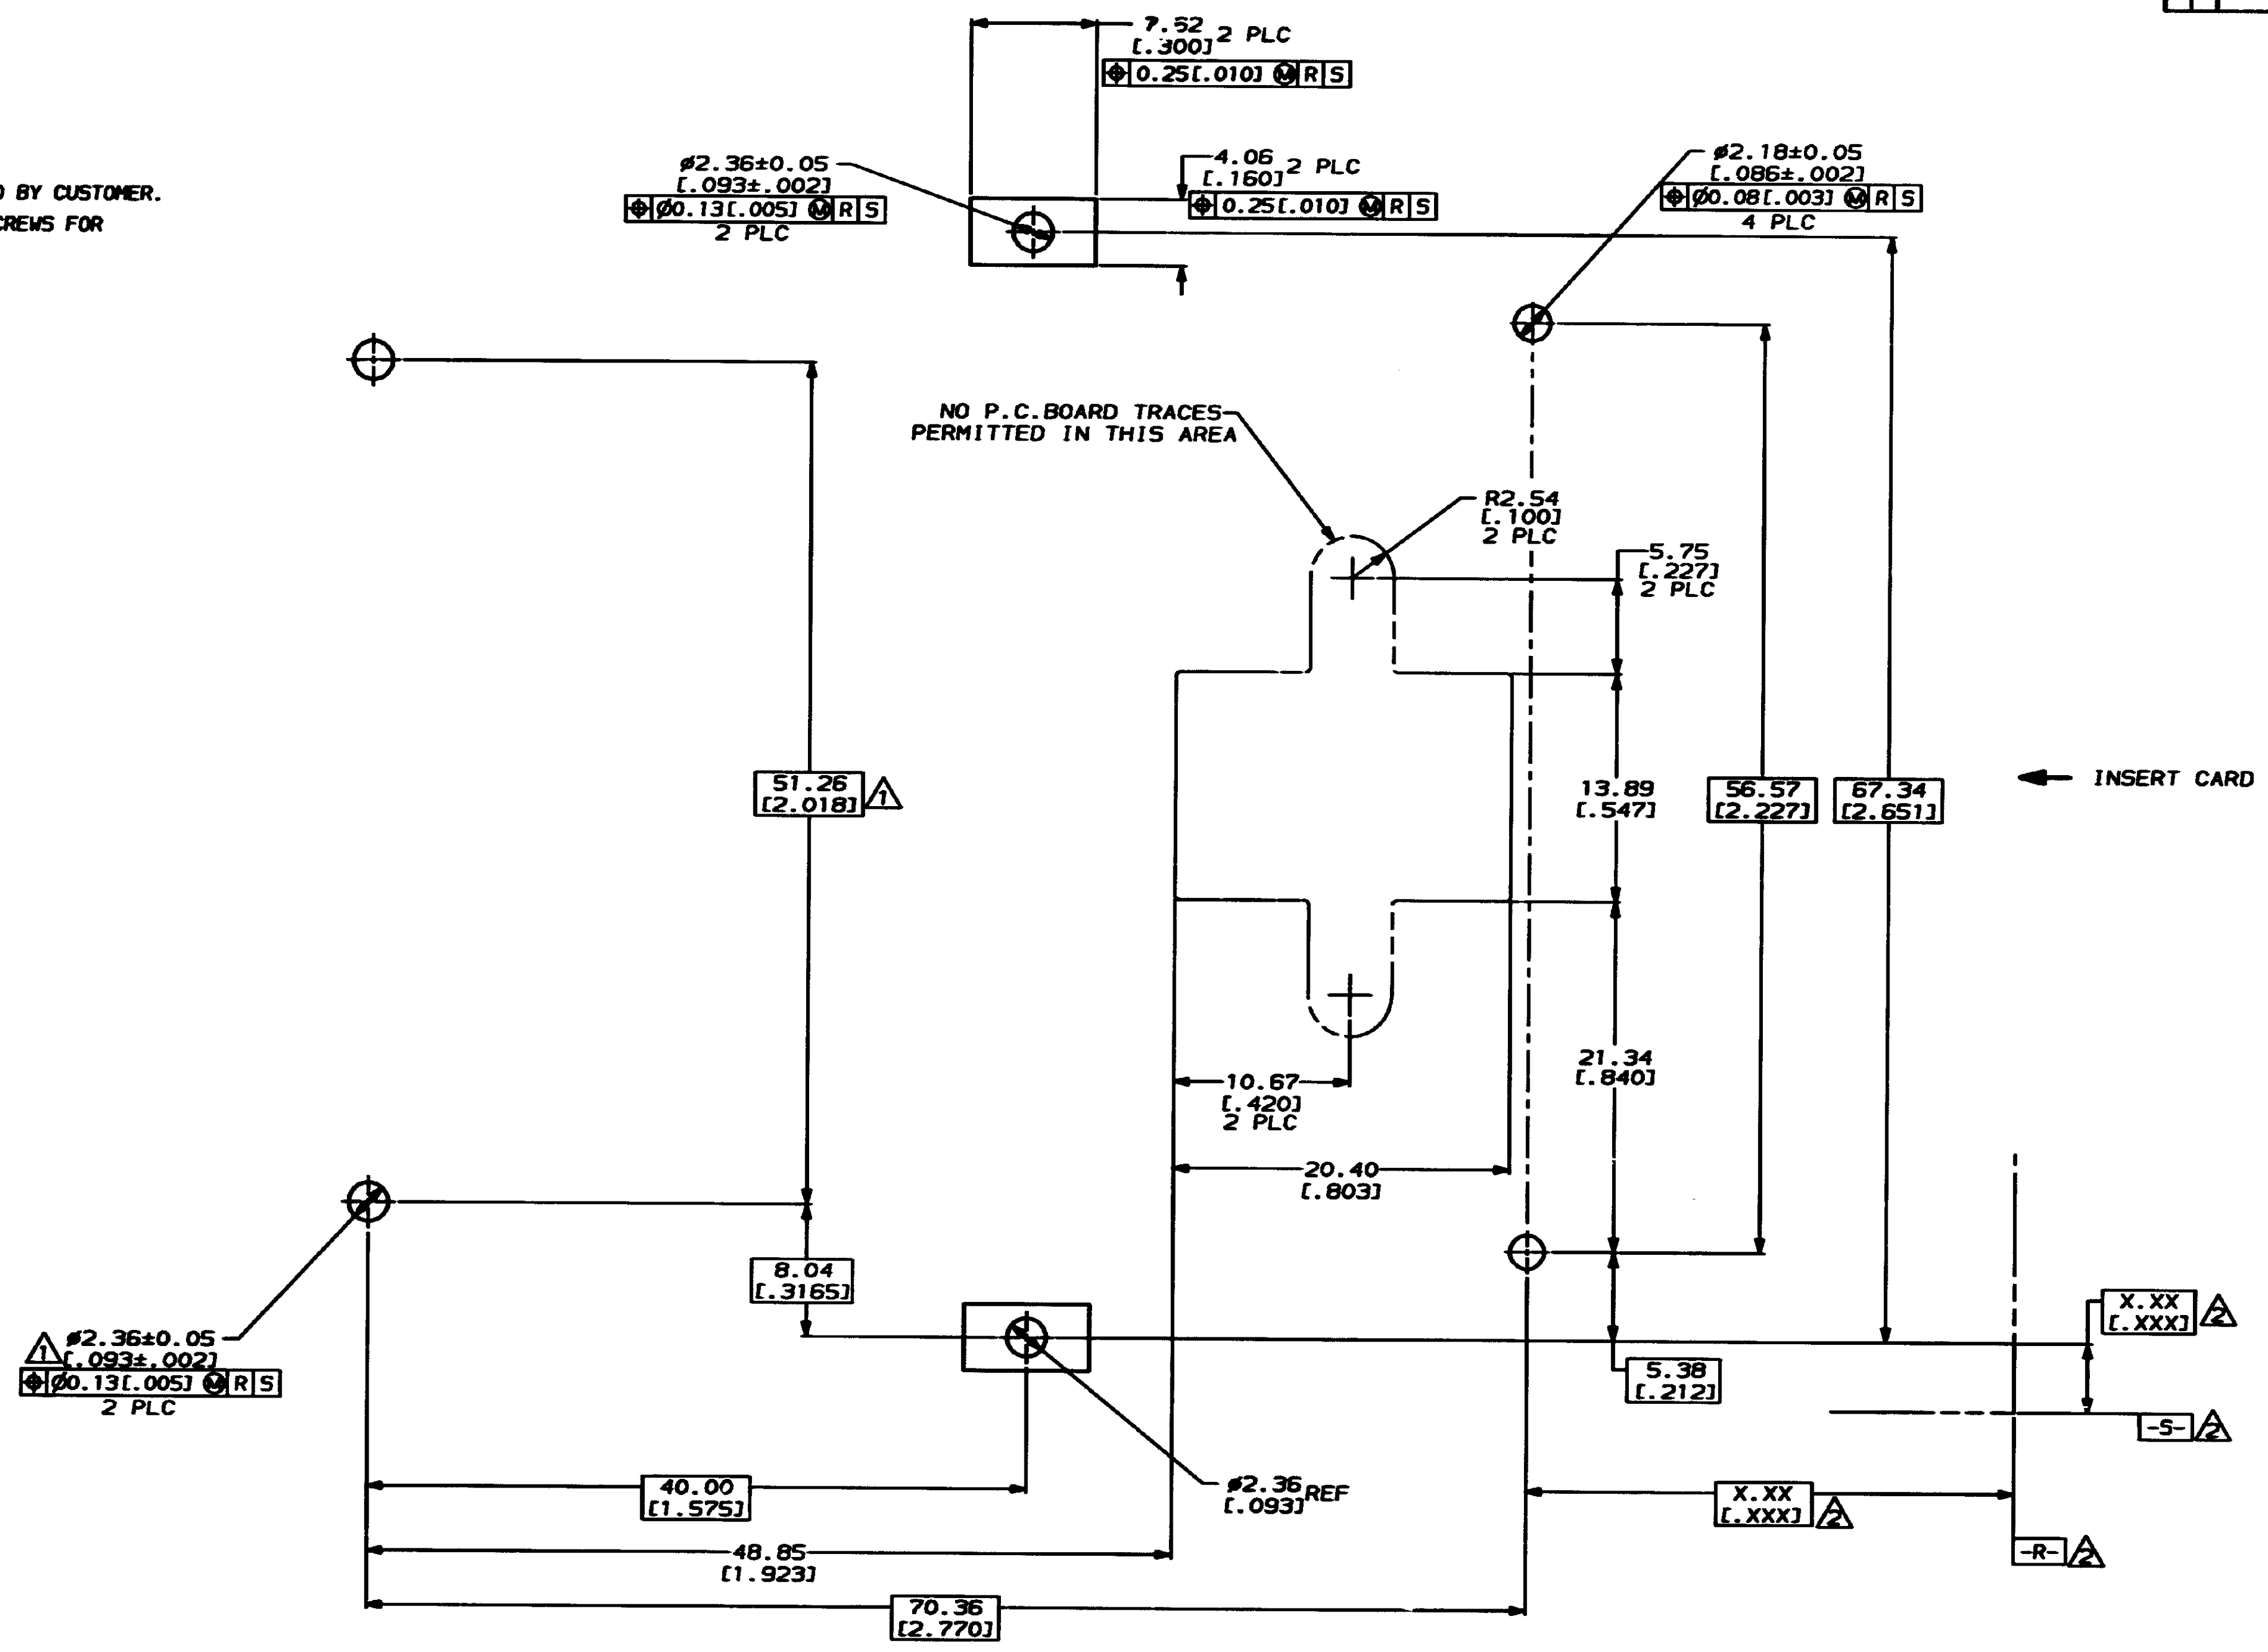 7.62
[.300] 2 PLC
⌖ 0.25[.010] Ⓜ R S
BY CUSTOMER.
CREWS FOR
ø2.36±0.05
[.093±.002]
⌖ Ø0.13[.005] Ⓜ R S
2 PLC
4.06
[.160] 2 PLC
⌖ 0.25[.010] Ⓜ R S
ø2.18±0.05
[.086±.002]
⌖ Ø0.08[.003] Ⓜ R S
4 PLC
NO P.C.BOARD TRACES
PERMITTED IN THIS AREA
R2.54
[.100]
2 PLC
5.75
[.227]
2 PLC
51.26
[2.018] 1
13.89
[.547]
56.57
[2.227]
67.34
[2.651]
INSERT CARD
21.34
[.840]
10.67
[.420]
2 PLC
20.40
[.803]
8.04
[.3165]
1 ø2.36±0.05
[.093±.002]
⌖ Ø0.13[.005] Ⓜ R S
2 PLC
X.XX
[.XXX] 2
5.38
[.212]
-S- 2
40.00
[1.575]
ø2.36
[.093] REF
X.XX
[.XXX] 2
-R- 2
48.85
[1.923]
70.36
[2.770]